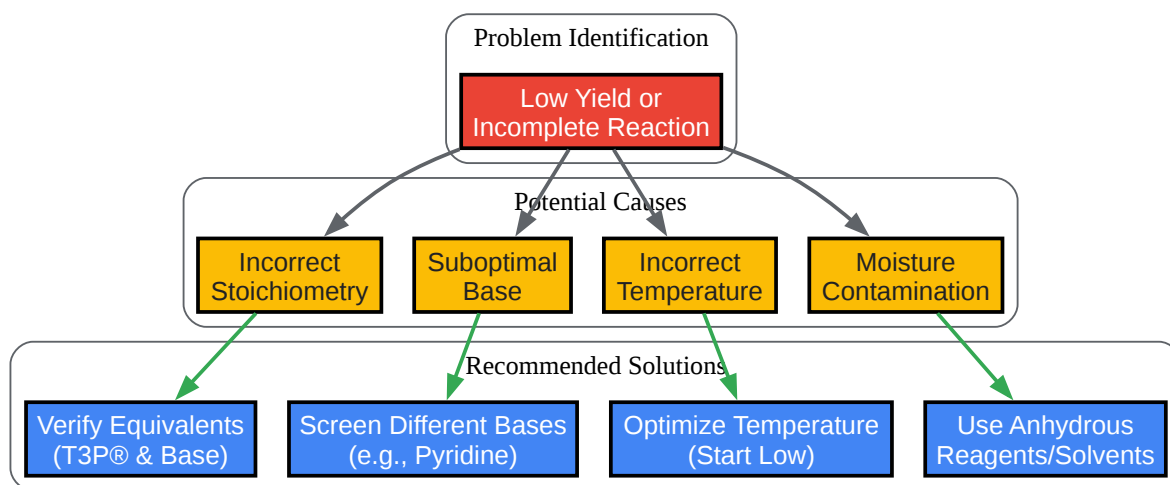 Problem Identification
Low Yield or
Incomplete Reaction
Potential Causes
Incorrect
Stoichiometry
Suboptimal
Base
Incorrect
Temperature
Moisture
Contamination
Recommended Solutions
Verify Equivalents
(T3P® & Base)
Screen Different Bases
(e.g., Pyridine)
Optimize Temperature
(Start Low)
Use Anhydrous
Reagents/Solvents